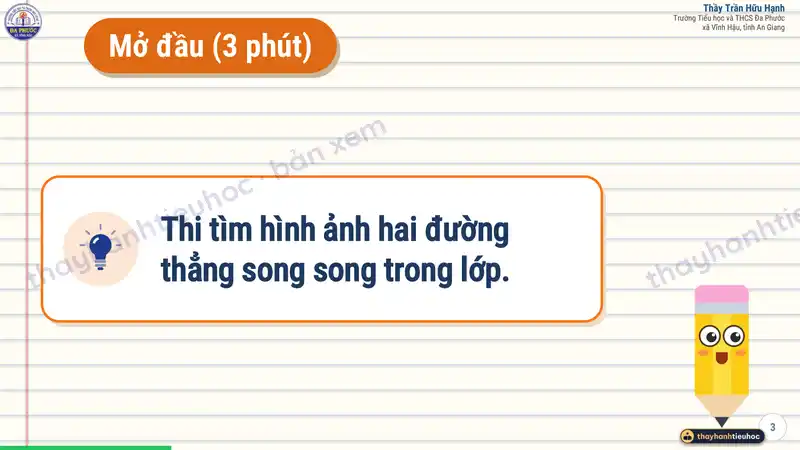 Thầy Trần Hữu Hạnh
Trường Tiểu học và THCS Đa Phước
xã Vĩnh Hậu, tỉnh An Giang
ĐA PHƯỚC
Mở đầu (3 phút)
thayhanhtieuhoc · bản xem
Thi tìm hình ảnh hai đường
thẳng song song trong lớp.
thayhanhtie
thayhanhtieuhoc
3